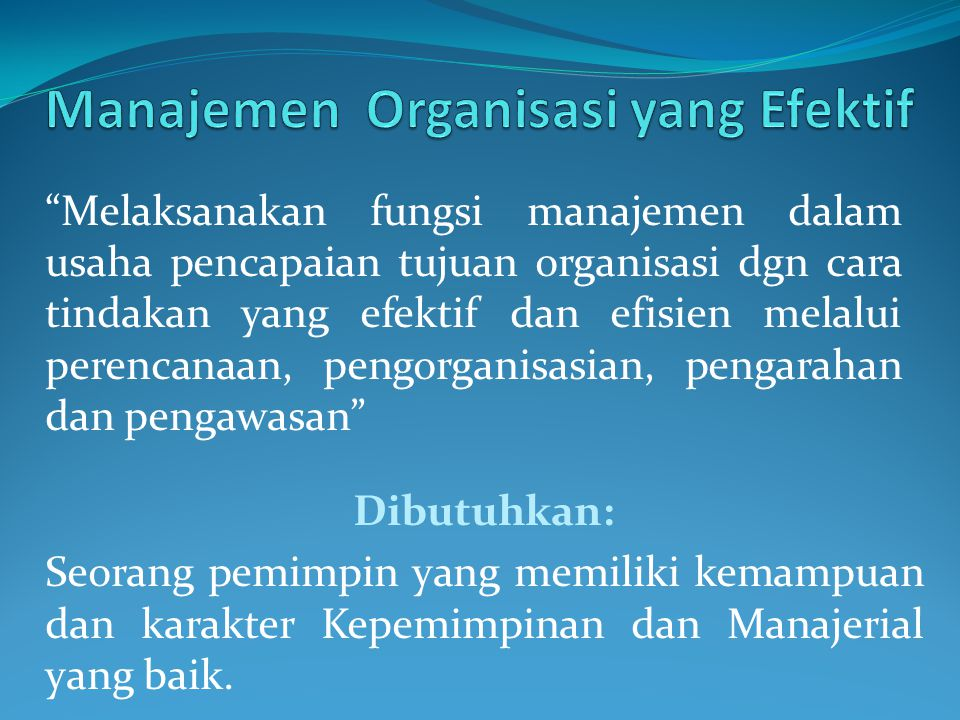 Manajemen Organisasi yang Efektif
“Melaksanakan fungsi manajemen dalam
usaha pencapaian tujuan organisasi dgn cara
tindakan yang efektif dan efisien melalui
perencanaan, pengorganisasian, pengarahan
dan pengawasan”
Dibutuhkan:
Seorang pemimpin yang memiliki kemampuan
dan karakter Kepemimpinan dan Manajerial
yang baik.